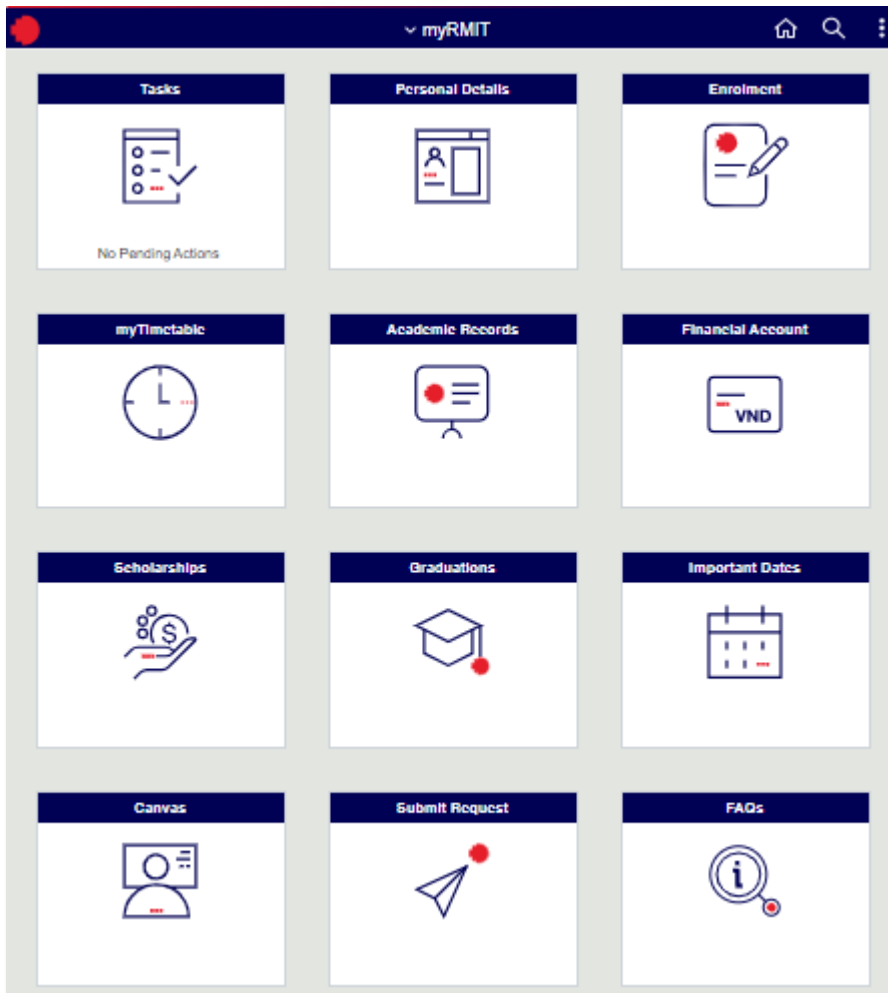 myRMIT
Tasks
Personal Details
Enrolment
No Pending Actions
myTimetable
Academic Records
Financial Account
VND
Scholarships
$
Graduations
Important Dates
Canvas
Submit Request
FAQs
i